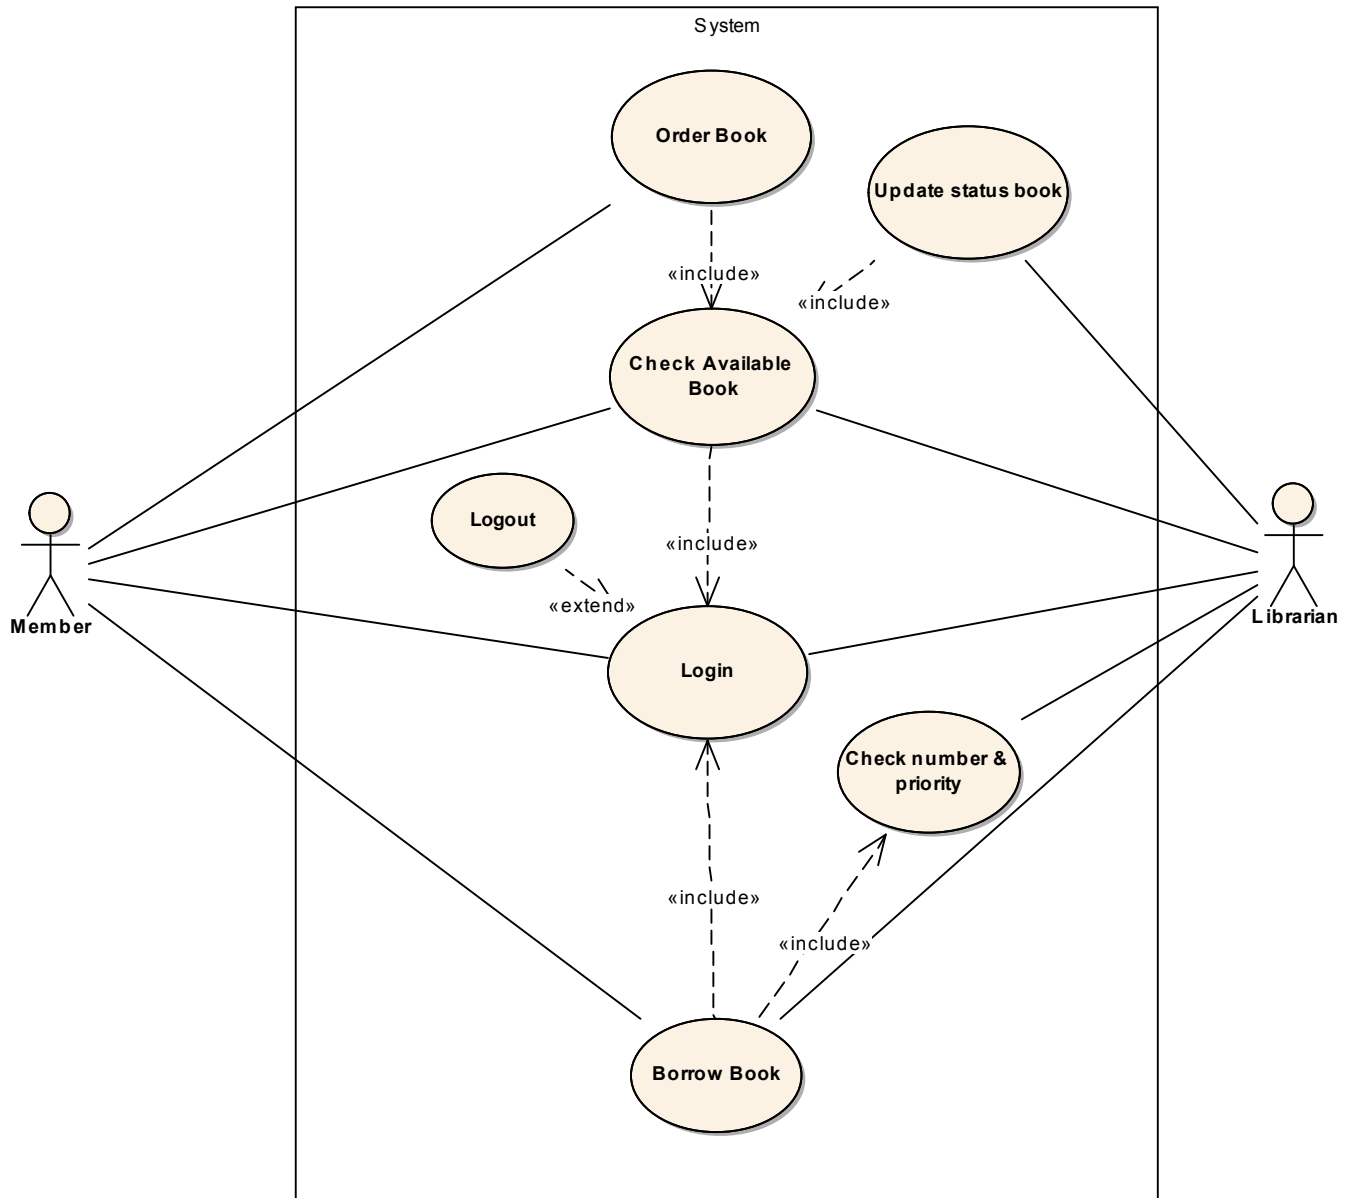 System
Order Book
Update status book
«include»
«include»
Check Available
Book
Logout
«include»
«extend»
Member
Librarian
Login
Check number &
priority
«include»
«include»
Borrow Book